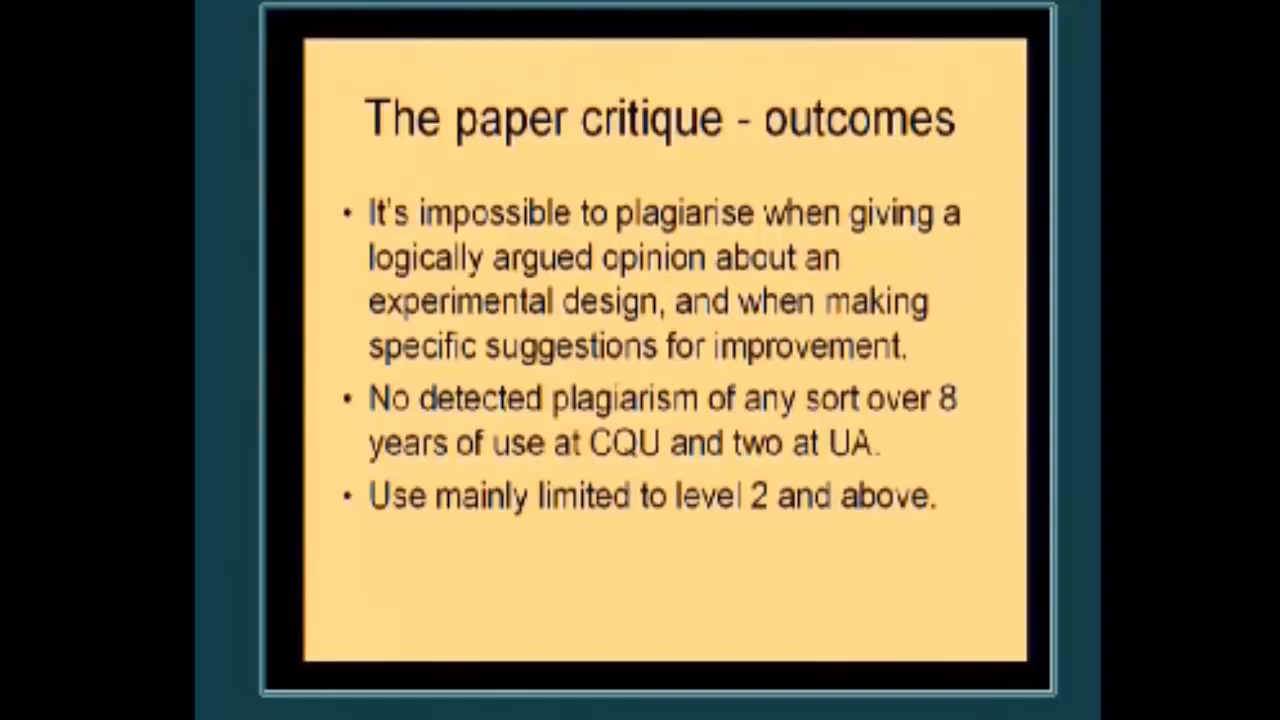 The paper critique - outcomes
• It's impossible to plagiarise when giving a
logically argued opinion about an
experimental design, and when making
specific suggestions for improvement.
• No detected plagiarism of any sort over 8
years of use at CQU and two at UA.
• Use mainly limited to level 2 and above.